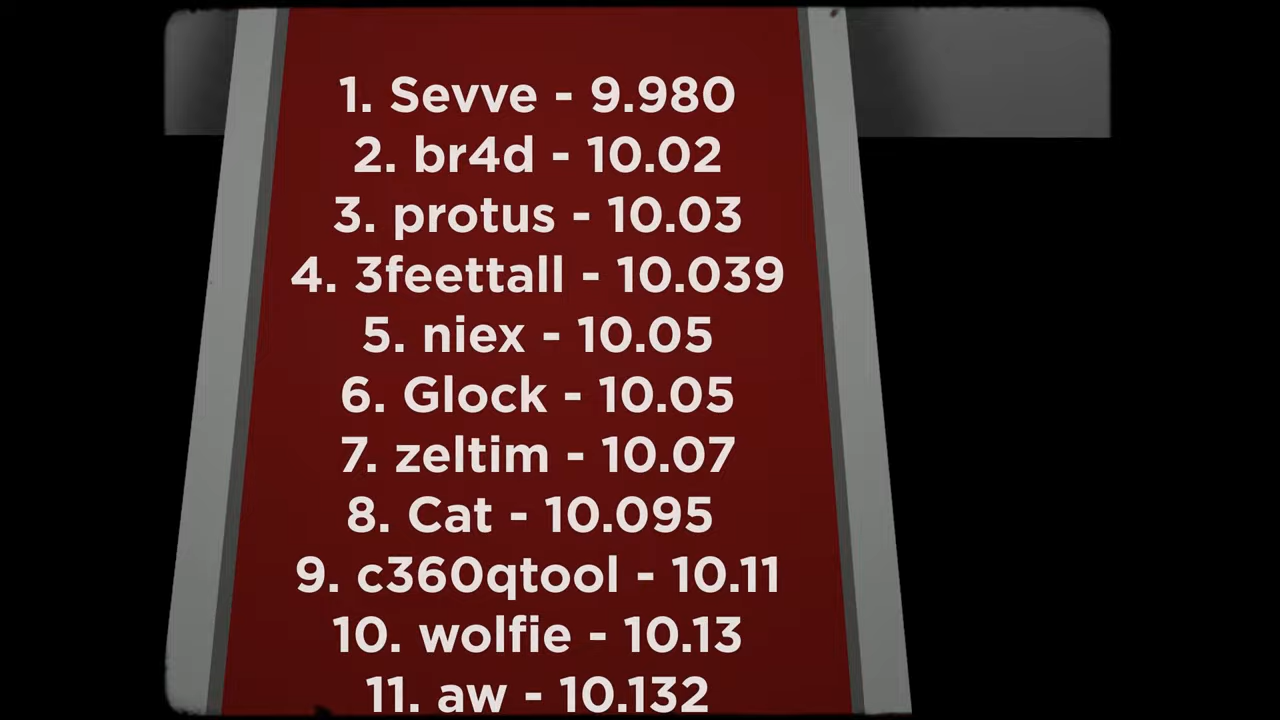 1. Sevve - 9.980
2. br4d - 10.02
3. protus - 10.03
4. 3feettall - 10.039
5. niex - 10.05
6. Glock - 10.05
7. zeltim - 10.07
8. Cat - 10.095
9. c360qtool - 10.11
10. wolfie - 10.13
11. aw - 10.132